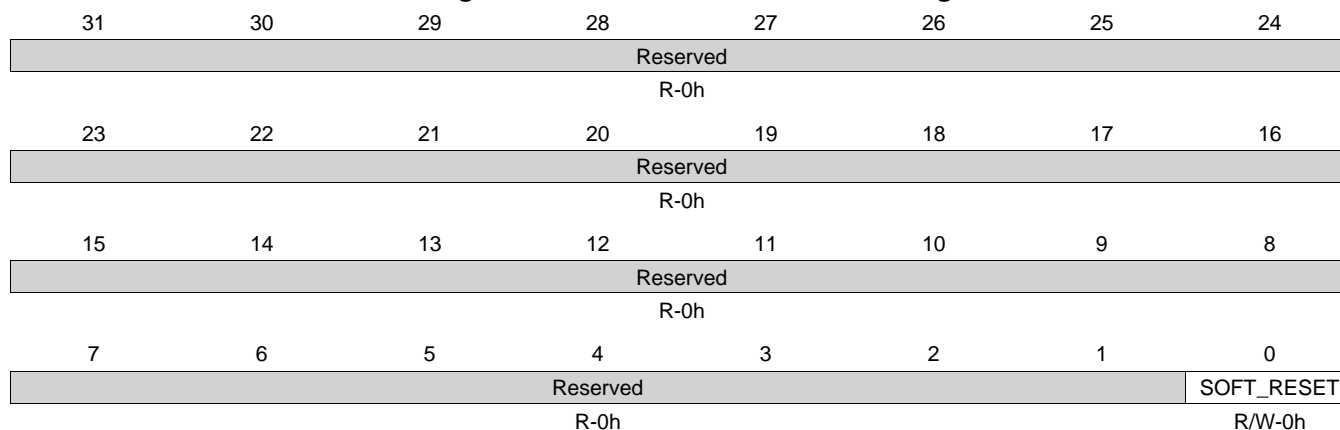 31 30 29 28 27 26 25 24
Reserved
R-0h
23 22 21 20 19 18 17 16
Reserved
R-0h
15 14 13 12 11 10 9 8
Reserved
R-0h
7 6 5 4 3 2 1 0
Reserved SOFT_RESET
R-0h R/W-0h